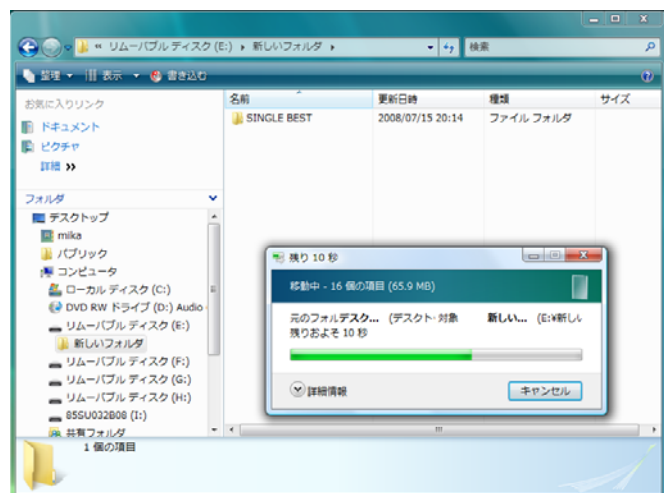 « リムーバブル ディスク (E:) ▸ 新しいフォルダ ▸
検索
整理 ▼ 表示 ▼ 書き込む
お気に入りリンク
ドキュメント
ピクチャ
詳細 »
フォルダ
デスクトップ
mika
パブリック
コンピュータ
ローカル ディスク (C:)
DVD RW ドライブ (D:) Audio
リムーバブル ディスク (E:)
新しいフォルダ
リムーバブル ディスク (F:)
リムーバブル ディスク (G:)
リムーバブル ディスク (H:)
85SU032B08 (I:)
共有フォルダ
名前 更新日時 種類 サイズ
SINGLE BEST 2008/07/15 20:14 ファイル フォルダ
残り 10 秒
移動中 - 16 個の項目 (65.9 MB)
元のフォルデスク... (デスクト· 対象 新しい... (E:¥新しい
残りおよそ 10 秒
詳細情報
キャンセル
1 個の項目